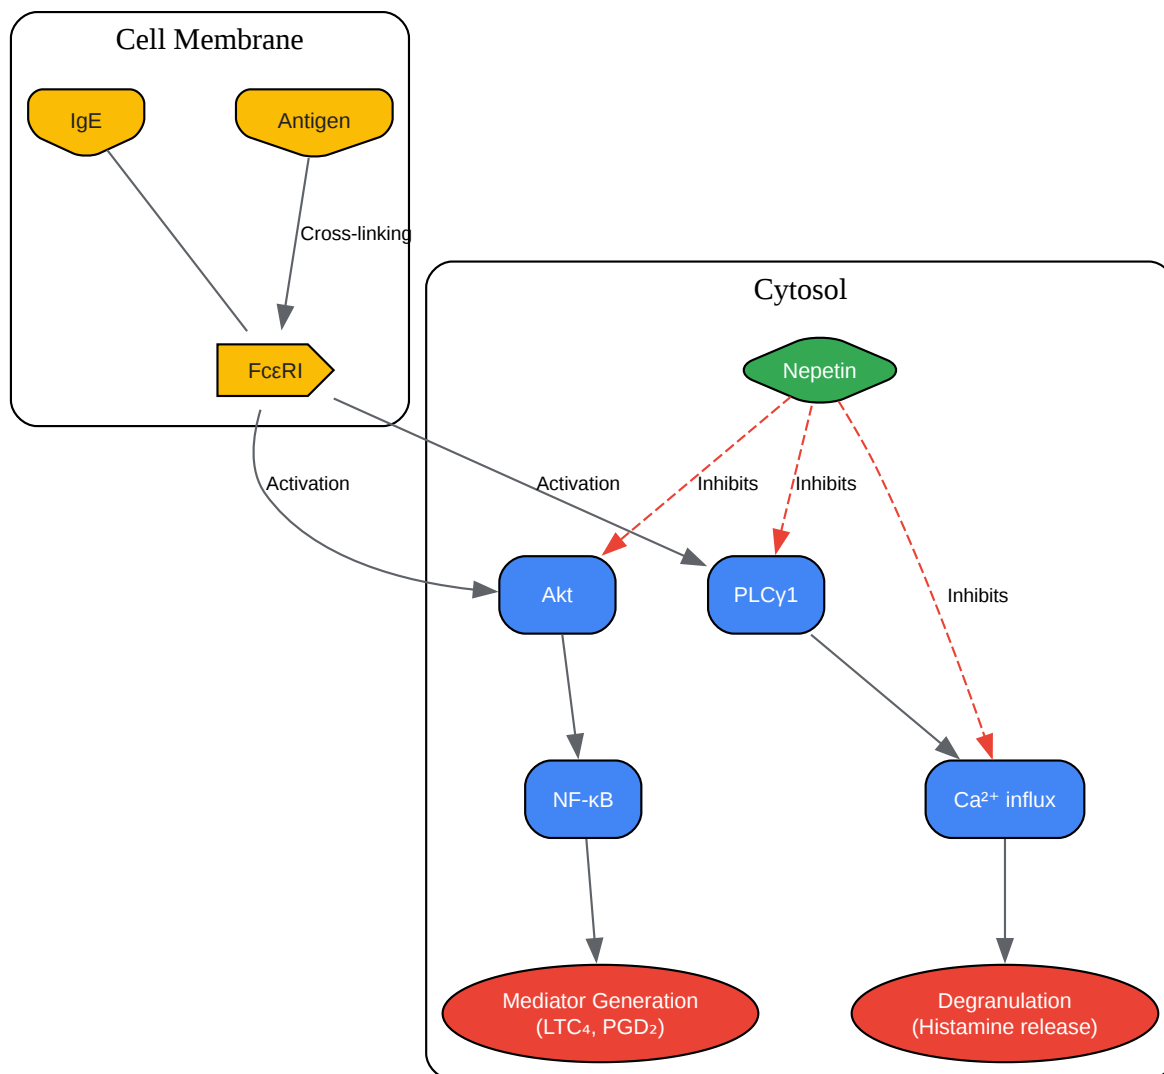 Cell Membrane
IgE
Antigen
Cross-linking
FcεRI
Cytosol
Nepetin
Activation
Activation
Inhibits
Inhibits
Inhibits
Akt
PLCγ1
NF-κB
Ca²⁺ influx
Mediator Generation
(LTC₄, PGD₂)
Degranulation
(Histamine release)